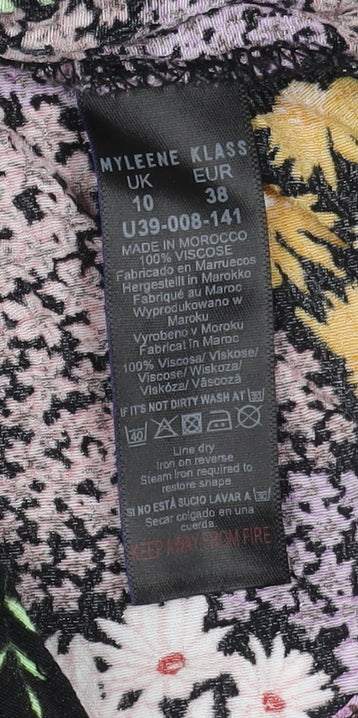 MYLEENE KLASS
UK EUR
10 38
U39-008-141
MADE IN MOROCCO
100% VISCOSE
Fabricado en Marruecos
Hergestellt in Marokko
Fabriqué au Maroc
Wyprodukowano w
Maroku
Vyrobeno v Moroku
Fabricat în Maroc
100% Viscosa/ Viskose/
Viscose/ Wiskoza/
Viskóza/ Vâscoză
IF IT'S NOT DIRTY WASH AT 30
40
Line dry
Iron on reverse
Steam iron required to
restore shape
SI NO ESTÁ SUCIO LAVAR A 30
Secar colgado en una
cuerda.
KEEP AWAY FROM FIRE